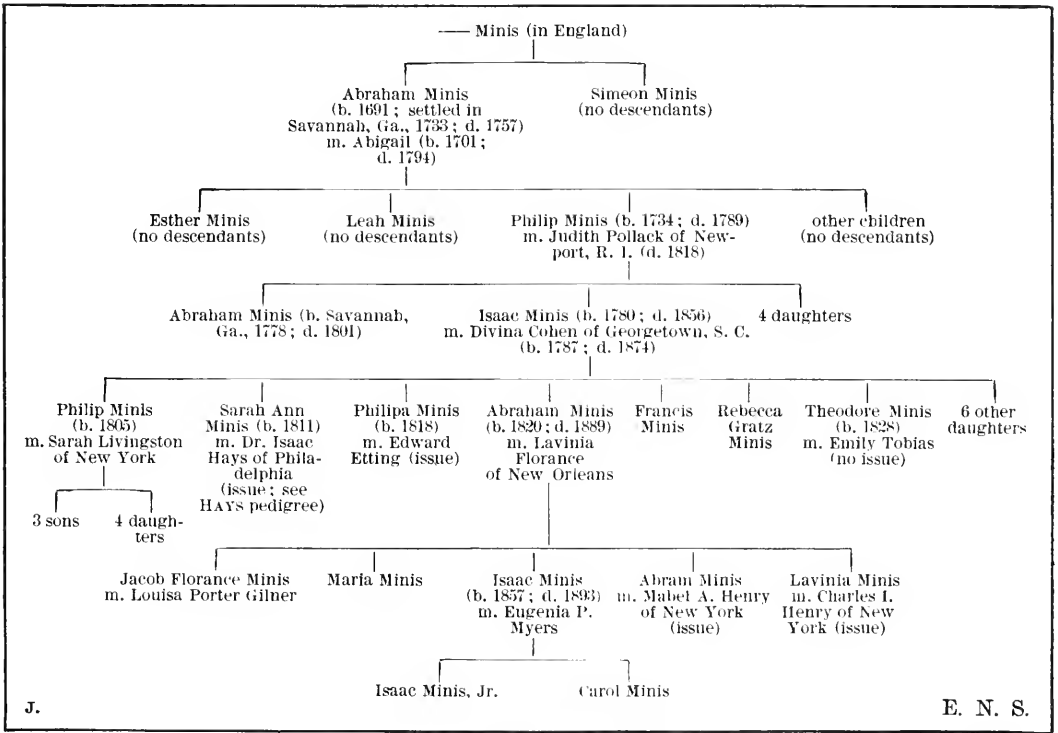 — Minis (in England)
Abraham Minis
(b. 1691; settled in
Savannah, Ga., 1733; d. 1757)
m. Abigail (b. 1701;
d. 1794)
Simeon Minis
(no descendants)
Esther Minis
(no descendants)
Leah Minis
(no descendants)
Philip Minis (b. 1734; d. 1789)
m. Judith Pollack of New-
port, R. I. (d. 1818)
other children
(no descendants)
Abraham Minis (b. Savannah,
Ga., 1778; d. 1801)
Isaac Minis (b. 1780; d. 1856)
m. Divina Cohen of Georgetown, S. C.
(b. 1787; d. 1874)
4 daughters
Philip Minis
(b. 1805)
m. Sarah Livingston
of New York
Sarah Ann
Minis (b. 1811)
m. Dr. Isaac
Hays of Phila-
delphia
(issue; see
HAYS pedigree)
Philipa Minis
(b. 1818)
m. Edward
Etting (issue)
Abraham Minis
(b. 1820; d. 1889)
m. Lavinia
Florance
of New Orleans
Francis
Minis
Rebecca
Gratz
Minis
Theodore Minis
(b. 1828)
m. Emily Tobias
(no issue)
6 other
daughters
3 sons
4 daugh-
ters
Jacob Florance Minis
m. Louisa Porter Gilner
Maria Minis
Isaac Minis
(b. 1857; d. 1893)
m. Eugenia P.
Myers
Abram Minis
m. Mabel A. Henry
of New York
(issue)
Lavinia Minis
m. Charles I.
Henry of New
York (issue)
Isaac Minis, Jr.
Carol Minis
J.
E. N. S.